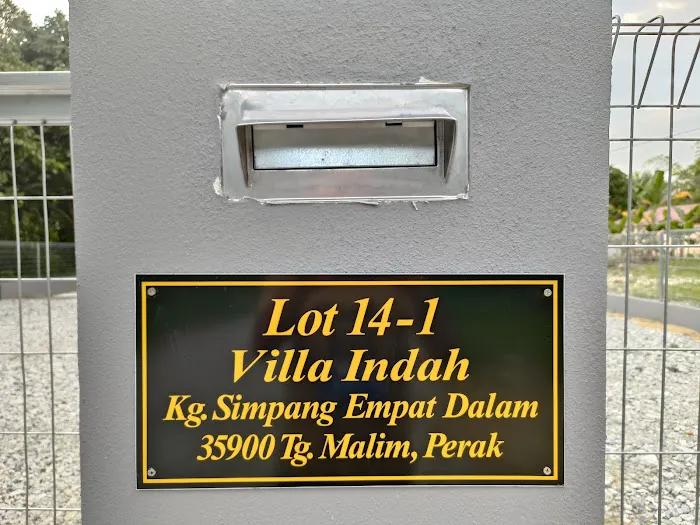 Lot 14-1
Villa Indah
Kg. Simpang Empat Dalam
35900 Tg. Malim, Perak